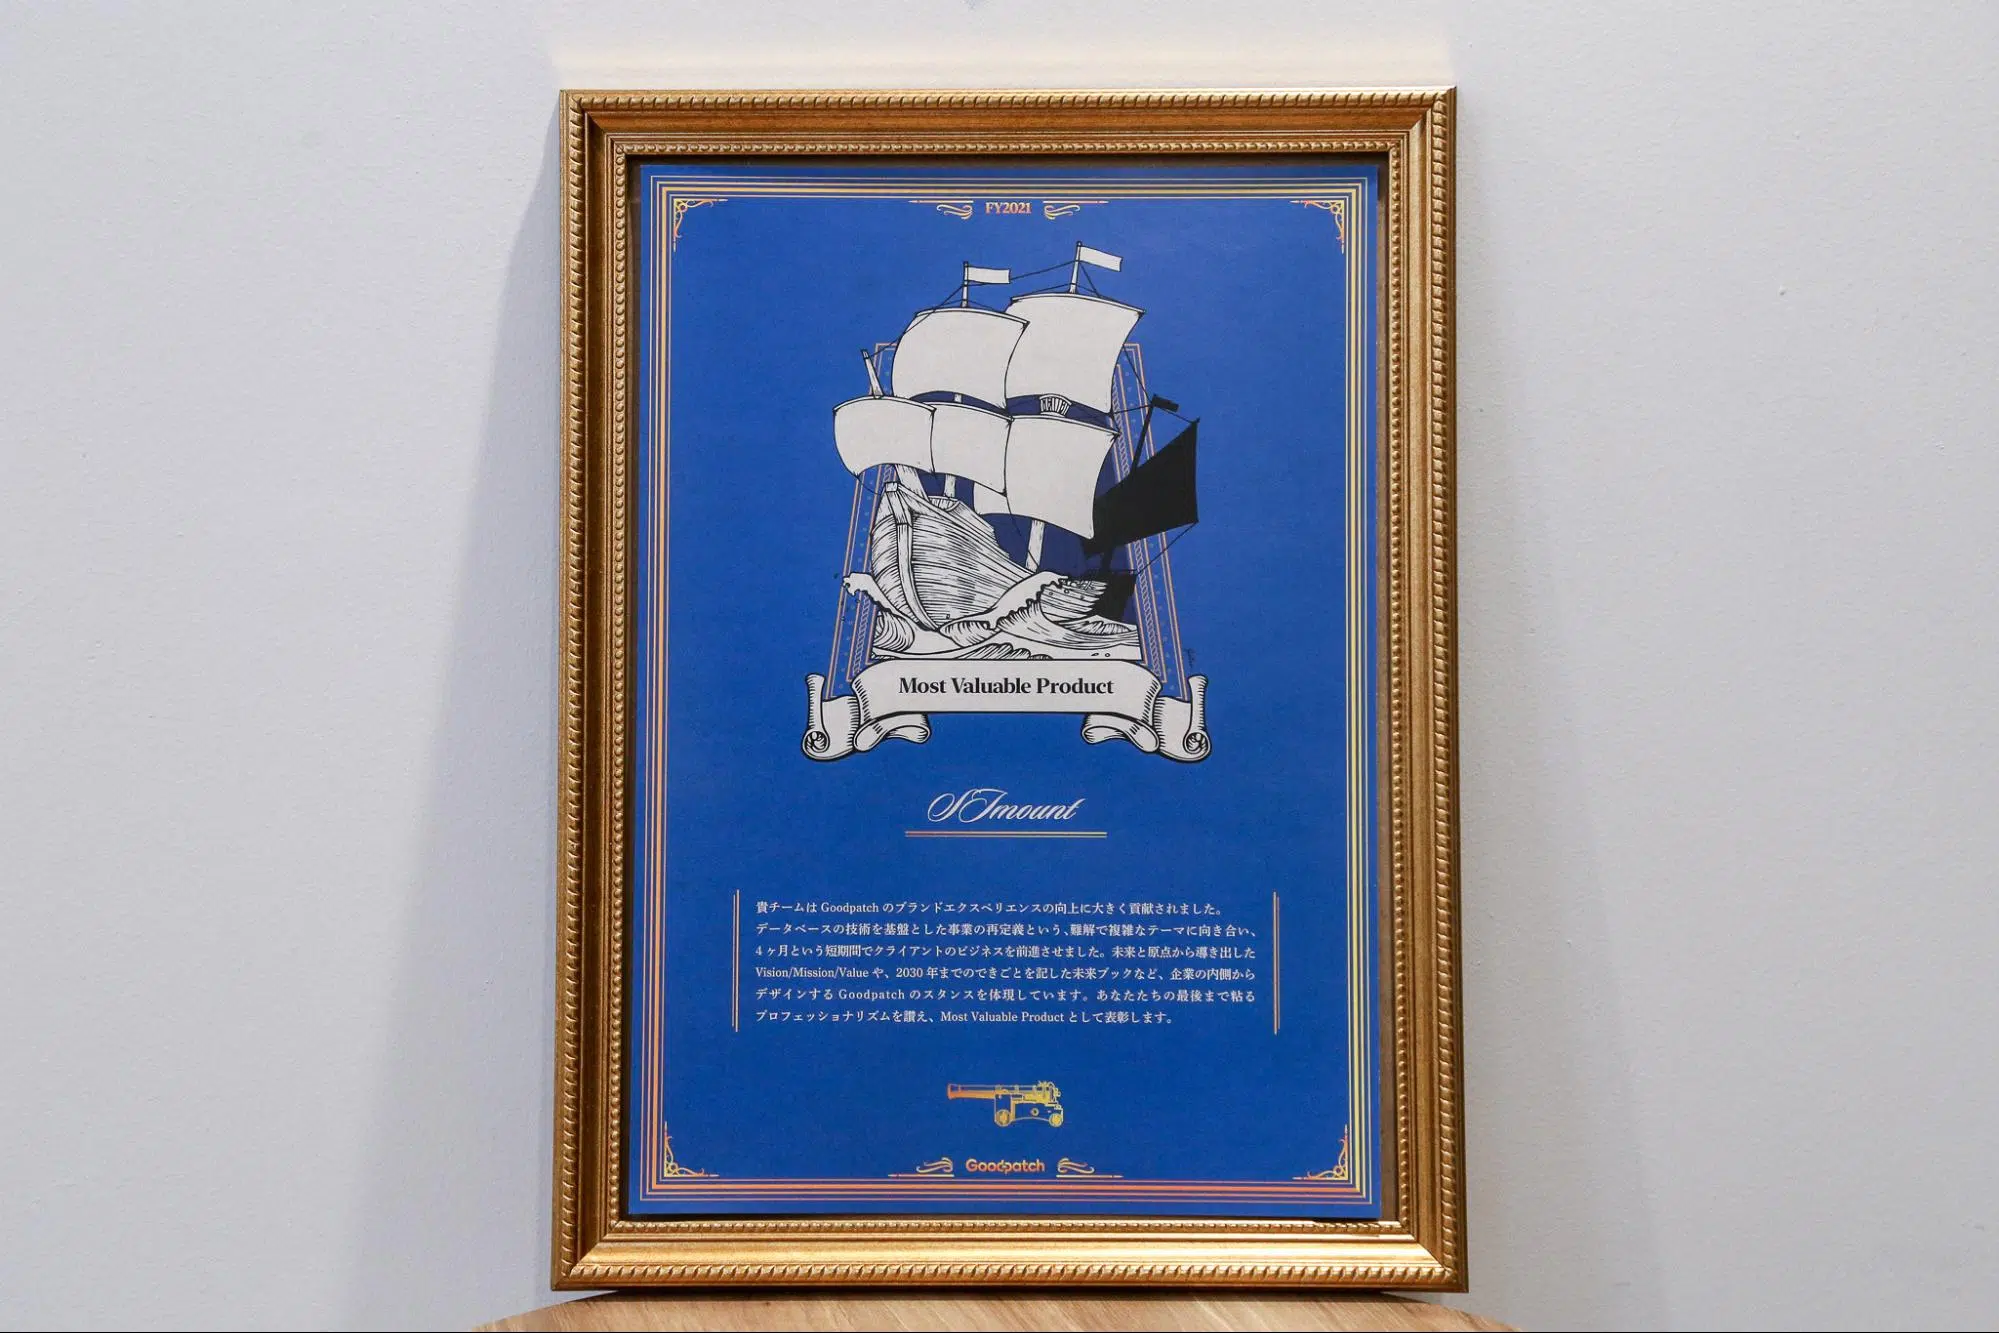 FY2021
Most Valuable Product
STmount
貴チームは Goodpatch のブランドエクスペリエンスの向上に大きく貢献されました。
データベースの技術を基盤とした事業の再定義という、難解で複雑なテーマに向き合い、
4ヶ月という短期間でクライアントのビジネスを前進させました。未来と原点から導き出した
Vision/Mission/Value や、2030 年までのできごとを記した未来ブックなど、企業の内側から
デザインする Goodpatch のスタンスを体現しています。あなたたちの最後まで粘る
プロフェッショナリズムを讃え、Most Valuable Product として表彰します。
Goodpatch